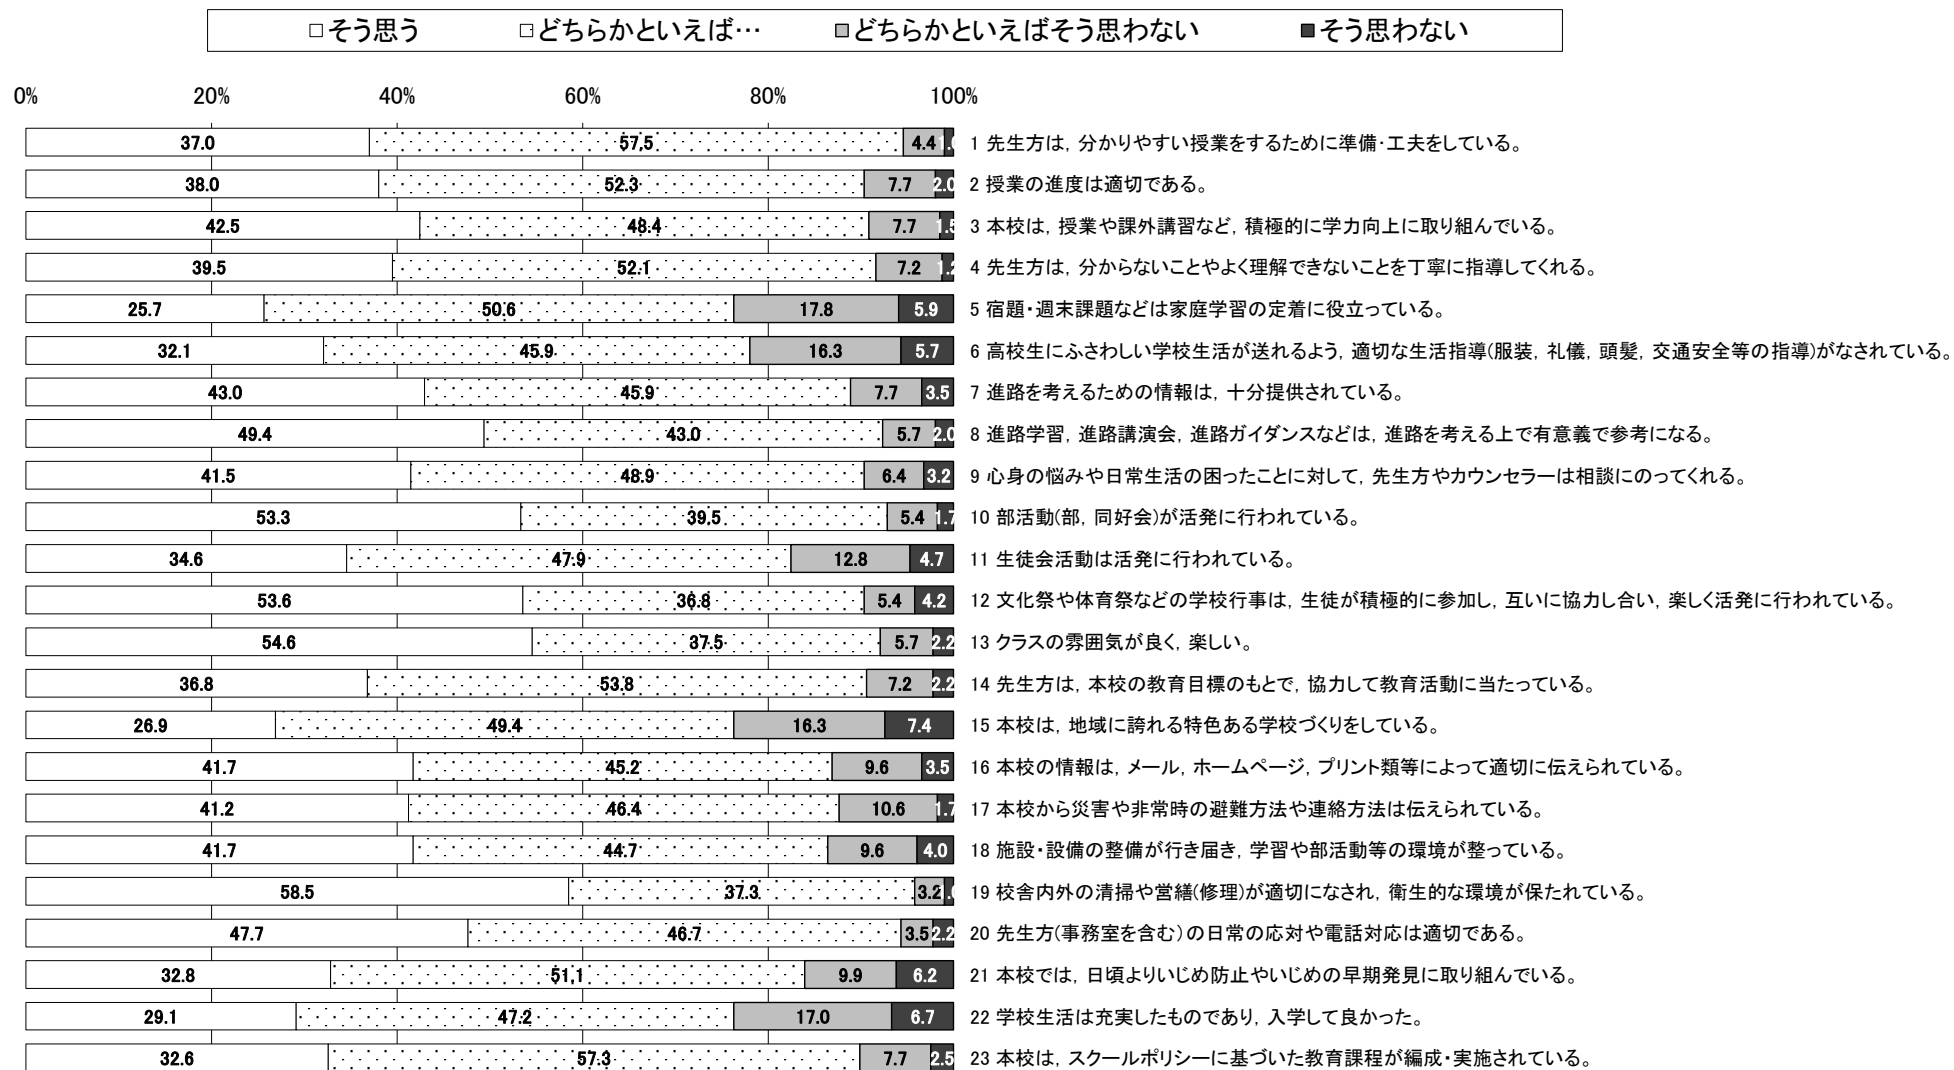 □そう思う □どちらかといえば… ■どちらかといえばそう思わない ■そう思わない
0% 20% 40% 60% 80% 100%
37.0 57.5 4.4 1 先生方は, 分かりやすい授業をするために準備・工夫をしている。
38.0 52.3 7.7 2.0 2 授業の進度は適切である。
42.5 48.4 7.7 1.5 3 本校は, 授業や課外講習など, 積極的に学力向上に取り組んでいる。
39.5 52.1 7.2 1.2 4 先生方は, 分からないことやよく理解できないことを丁寧に指導してくれる。
25.7 50.6 17.8 5.9 5 宿題・週末課題などは家庭学習の定着に役立っている。
32.1 45.9 16.3 5.7 6 高校生にふさわしい学校生活が送れるよう, 適切な生活指導(服装, 礼儀, 頭髪, 交通安全等の指導)がなされている。
43.0 45.9 7.7 3.5 7 進路を考えるための情報は, 十分提供されている。
49.4 43.0 5.7 2.0 8 進路学習, 進路講演会, 進路ガイダンスなどは, 進路を考える上で有意義で参考になる。
41.5 48.9 6.4 3.2 9 心身の悩みや日常生活の困ったことに対して, 先生方やカウンセラーは相談にのってくれる。
53.3 39.5 5.4 1.7 10 部活動(部, 同好会)が活発に行われている。
34.6 47.9 12.8 4.7 11 生徒会活動は活発に行われている。
53.6 36.8 5.4 4.2 12 文化祭や体育祭などの学校行事は, 生徒が積極的に参加し, 互いに協力し合い, 楽しく活発に行われている。
54.6 37.5 5.7 2.2 13 クラスの雰囲気が良く, 楽しい。
36.8 53.8 7.2 2.2 14 先生方は, 本校の教育目標のもとで, 協力して教育活動に当たっている。
26.9 49.4 16.3 7.4 15 本校は, 地域に誇れる特色ある学校づくりをしている。
41.7 45.2 9.6 3.5 16 本校の情報は, メール, ホームページ, プリント類等によって適切に伝えられている。
41.2 46.4 10.6 1.7 17 本校から災害や非常時の避難方法や連絡方法は伝えられている。
41.7 44.7 9.6 4.0 18 施設・設備の整備が行き届き, 学習や部活動等の環境が整っている。
58.5 37.3 3.2 19 校舎内外の清掃や営繕(修理)が適切になされ, 衛生的な環境が保たれている。
47.7 46.7 3.5 2.2 20 先生方(事務室を含む)の日常の応対や電話対応は適切である。
32.8 51.1 9.9 6.2 21 本校では, 日頃よりいじめ防止やいじめの早期発見に取り組んでいる。
29.1 47.2 17.0 6.7 22 学校生活は充実したものであり, 入学して良かった。
32.6 57.3 7.7 2.5 23 本校は, スクールポリシーに基づいた教育課程が編成・実施されている。